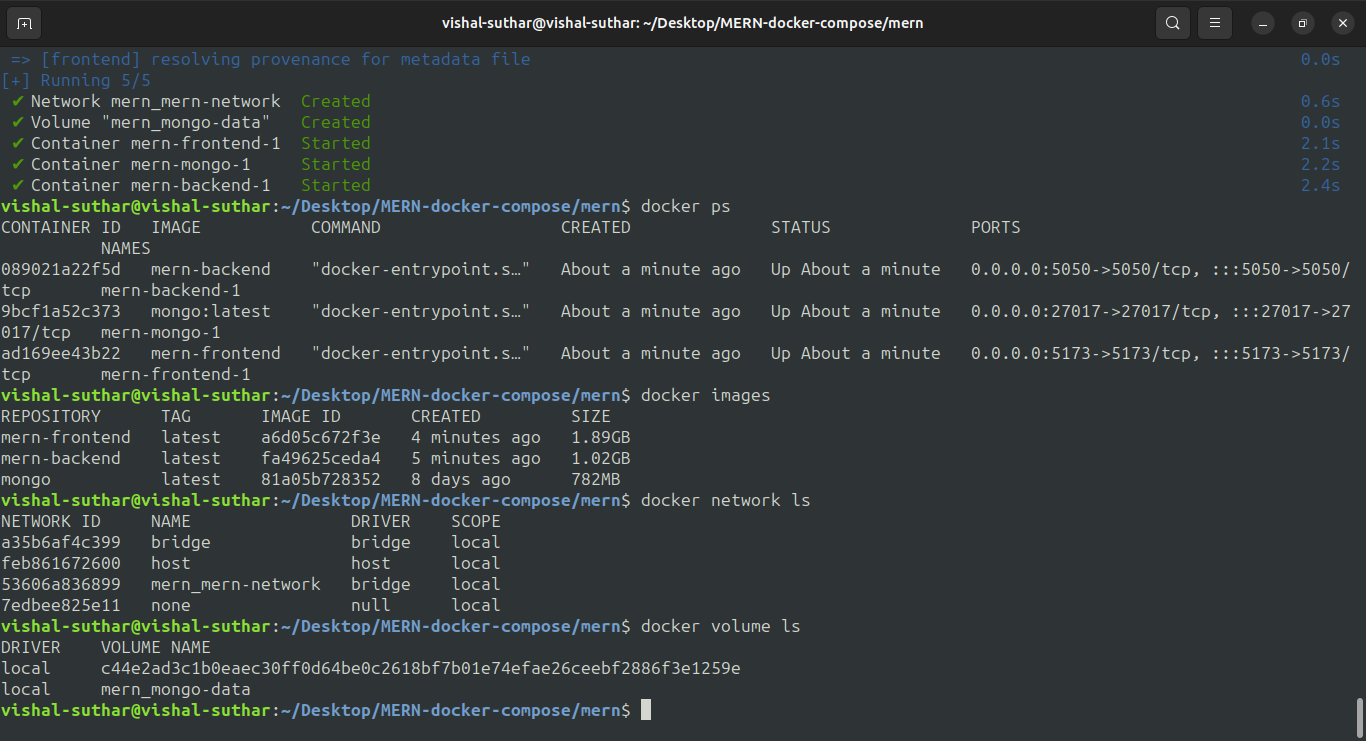 vishal-suthar@vishal-suthar: ~/Desktop/MERN-docker-compose/mern
=> [frontend] resolving provenance for metadata file 0.0s
[+] Running 5/5
✔ Network mern_mern-network Created 0.6s
✔ Volume "mern_mongo-data" Created 0.0s
✔ Container mern-frontend-1 Started 2.1s
✔ Container mern-mongo-1 Started 2.2s
✔ Container mern-backend-1 Started 2.4s
vishal-suthar@vishal-suthar:~/Desktop/MERN-docker-compose/mern$ docker ps
CONTAINER ID IMAGE COMMAND CREATED STATUS PORTS
NAMES
089021a22f5d mern-backend "docker-entrypoint.s…" About a minute ago Up About a minute 0.0.0.0:5050->5050/tcp, :::5050->5050/
tcp mern-backend-1
9bcf1a52c373 mongo:latest "docker-entrypoint.s…" About a minute ago Up About a minute 0.0.0.0:27017->27017/tcp, :::27017->27
017/tcp mern-mongo-1
ad169ee43b22 mern-frontend "docker-entrypoint.s…" About a minute ago Up About a minute 0.0.0.0:5173->5173/tcp, :::5173->5173/
tcp mern-frontend-1
vishal-suthar@vishal-suthar:~/Desktop/MERN-docker-compose/mern$ docker images
REPOSITORY TAG IMAGE ID CREATED SIZE
mern-frontend latest a6d05c672f3e 4 minutes ago 1.89GB
mern-backend latest fa49625ceda4 5 minutes ago 1.02GB
mongo latest 81a05b728352 8 days ago 782MB
vishal-suthar@vishal-suthar:~/Desktop/MERN-docker-compose/mern$ docker network ls
NETWORK ID NAME DRIVER SCOPE
a35b6af4c399 bridge bridge local
feb861672600 host host local
53606a836899 mern_mern-network bridge local
7edbee825e11 none null local
vishal-suthar@vishal-suthar:~/Desktop/MERN-docker-compose/mern$ docker volume ls
DRIVER VOLUME NAME
local c44e2ad3c1b0eaec30ff0d64be0c2618bf7b01e74efae26ceebf2886f3e1259e
local mern_mongo-data
vishal-suthar@vishal-suthar:~/Desktop/MERN-docker-compose/mern$